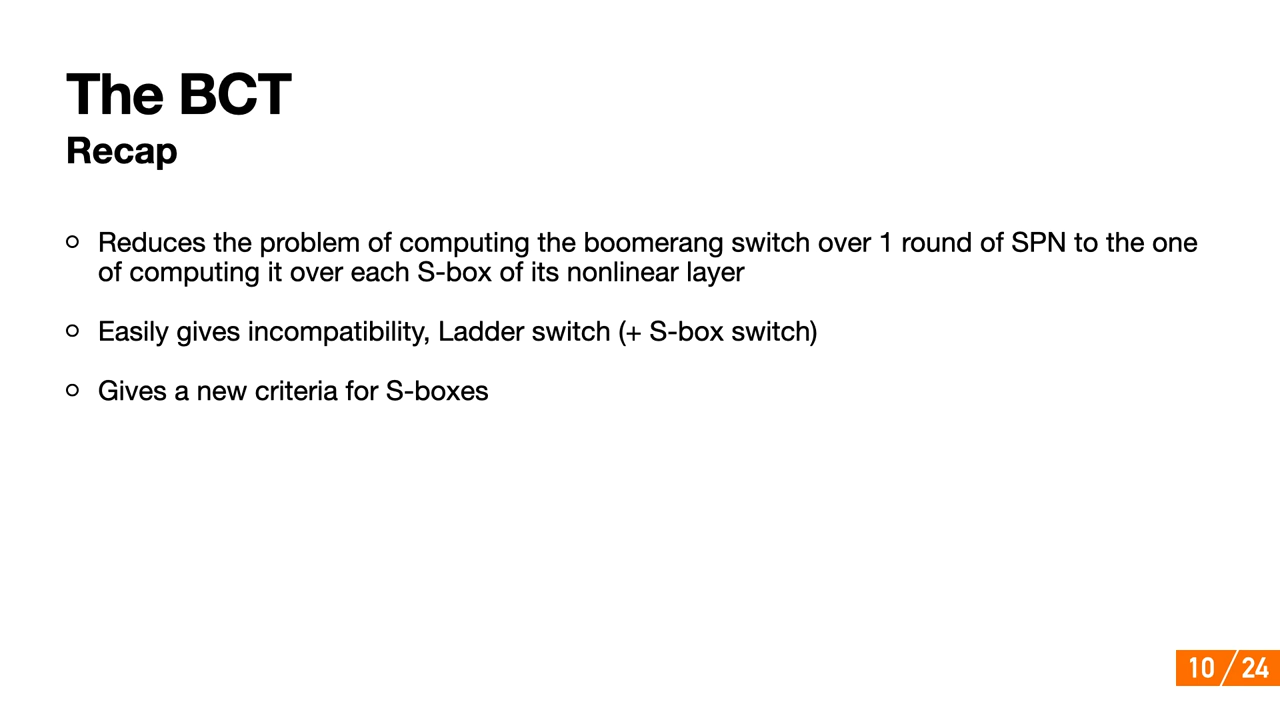 The BCT
Recap
Reduces the problem of computing the boomerang switch over 1 round of SPN to the one
of computing it over each S-box of its nonlinear layer
Easily gives incompatibility, Ladder switch (+ S-box switch)
Gives a new criteria for S-boxes
10 / 24